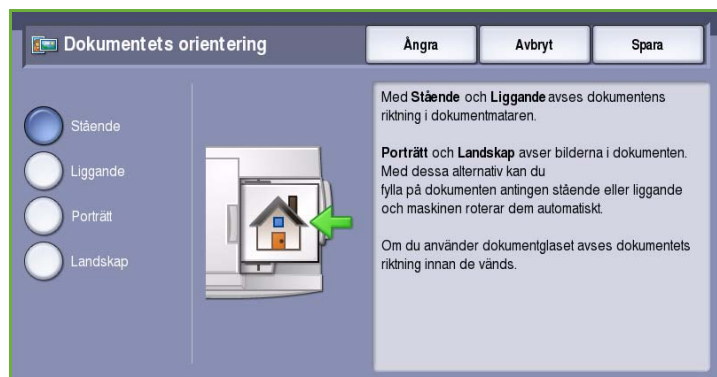 Dokumentets orientering
Ångra
Avbryt
Spara
Stående
Liggande
Porträtt
Landskap
Med Stående och Liggande avses dokumentens
riktning i dokumentmataren.
Porträtt och Landskap avser bilderna i dokumenten.
Med dessa alternativ kan du
fylla på dokumenten antingen stående eller liggande
och maskinen roterar dem automatiskt.
Om du använder dokumentglaset avses dokumentets
riktning innan de vänds.